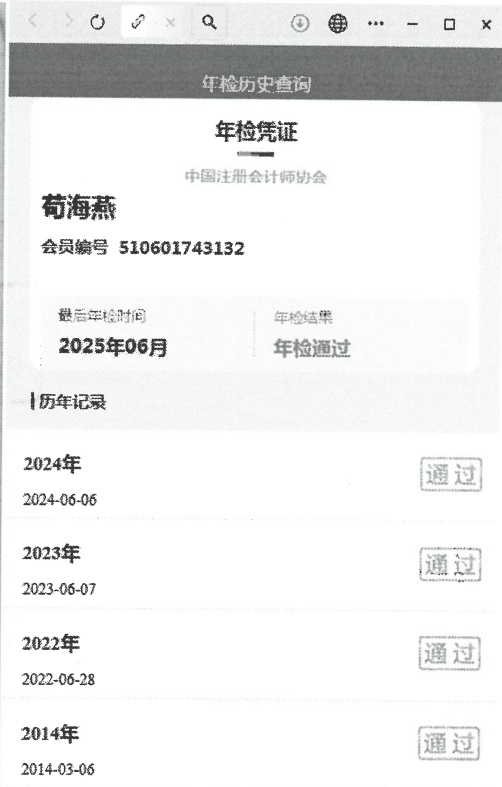 年检历史查询
年检凭证
中国注册会计师协会
荀海燕
会员编号 510601743132
最后年检时间
年检结果
2025年06月
年检通过
历年记录
2024年
通过
2024-06-06
2023年
通过
2023-06-07
2022年
通过
2022-06-28
2014年
通过
2014-03-06